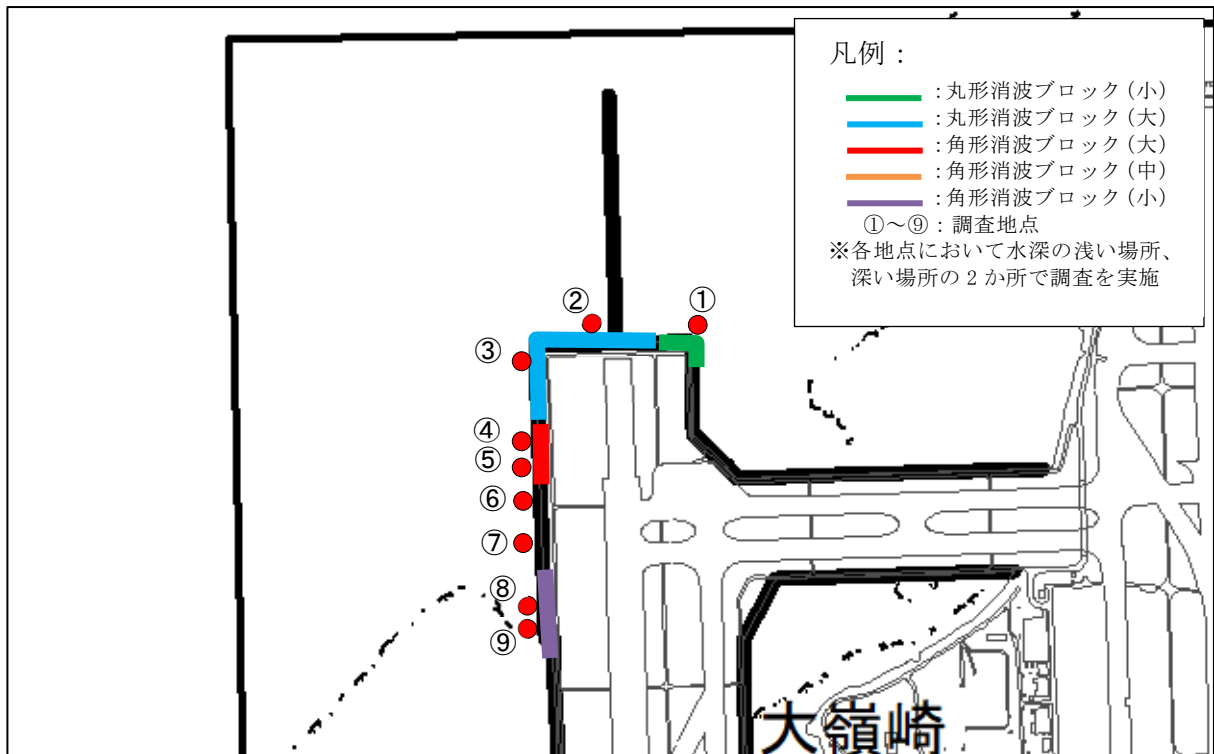 凡例：
：丸形消波ブロック（小）
：丸形消波ブロック（大）
：角形消波ブロック（大）
：角形消波ブロック（中）
：角形消波ブロック（小）
①～⑨：調査地点
※各地点において水深の浅い場所、
深い場所の２か所で調査を実施
①
②
③
④
⑤
⑥
⑦
⑧
⑨
大嶺崎